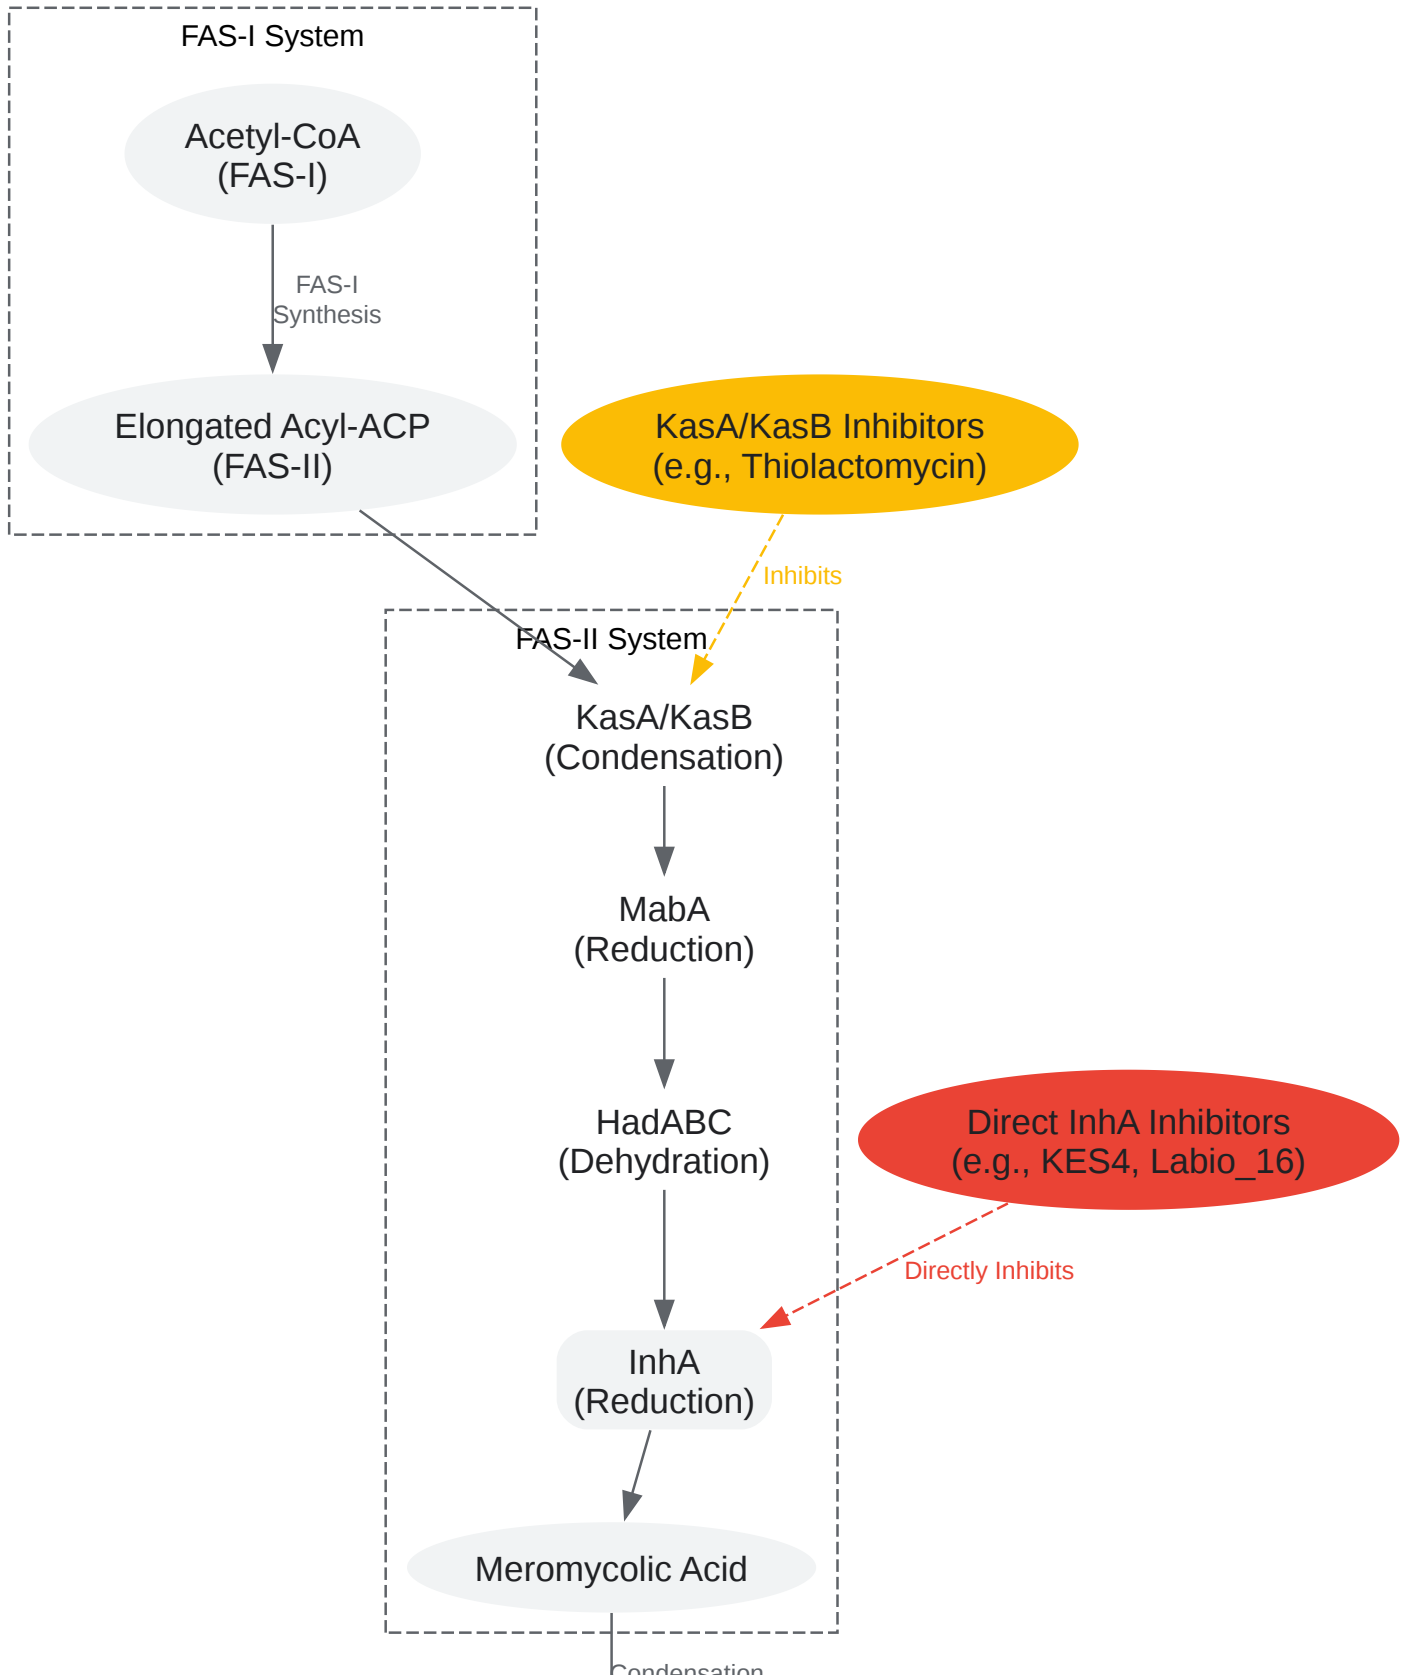 FAS-I System
Acetyl-CoA
(FAS-I)
FAS-I
Synthesis
Elongated Acyl-ACP
(FAS-II)
KasA/KasB Inhibitors
(e.g., Thiolactomycin)
Inhibits
FAS-II System
KasA/KasB
(Condensation)
MabA
(Reduction)
HadABC
(Dehydration)
Direct InhA Inhibitors
(e.g., KES4, Labio_16)
Directly Inhibits
InhA
(Reduction)
Meromycolic Acid
Condensation